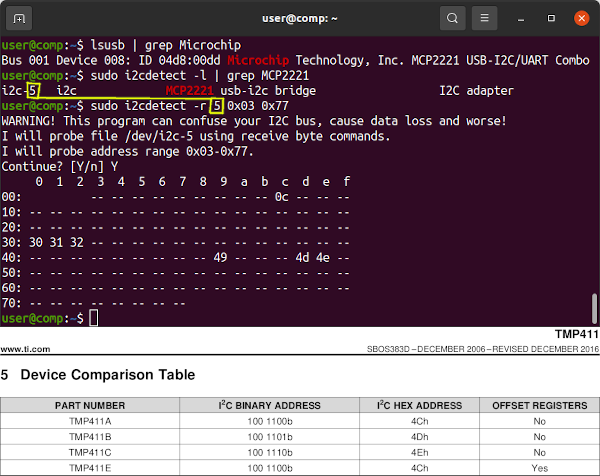 user@comp: ~
user@comp:~$ lsusb | grep Microchip
Bus 001 Device 008: ID 04d8:00dd Microchip Technology, Inc. MCP2221 USB-I2C/UART Combo
user@comp:~$ sudo i2cdetect -l | grep MCP2221
i2c-5 i2c MCP2221 usb-i2c bridge I2C adapter
user@comp:~$ sudo i2cdetect -r 5 0x03 0x77
WARNING! This program can confuse your I2C bus, cause data loss and worse!
I will probe file /dev/i2c-5 using receive byte commands.
I will probe address range 0x03-0x77.
Continue? [Y/n] Y
0 1 2 3 4 5 6 7 8 9 a b c d e f
00: -- -- -- -- -- -- -- -- -- 0c -- -- --
10: -- -- -- -- -- -- -- -- -- -- -- -- -- -- -- --
20: -- -- -- -- -- -- -- -- -- -- -- -- -- -- -- --
30: 30 31 32 -- -- -- -- -- -- -- -- -- -- -- -- --
40: -- -- -- -- -- -- -- -- -- 49 -- -- -- 4d 4e --
50: -- -- -- -- -- -- -- -- -- -- -- -- -- -- -- --
60: -- -- -- -- -- -- -- -- -- -- -- -- -- -- -- --
70: -- -- -- -- -- -- -- --
user@comp:~$
TMP411
www.ti.com SBOS383D –DECEMBER 2006–REVISED DECEMBER 2016
5 Device Comparison Table
PART NUMBER I²C BINARY ADDRESS I²C HEX ADDRESS OFFSET REGISTERS
TMP411A 100 1100b 4Ch No
TMP411B 100 1101b 4Dh No
TMP411C 100 1110b 4Eh No
TMP411E 100 1100b 4Ch Yes